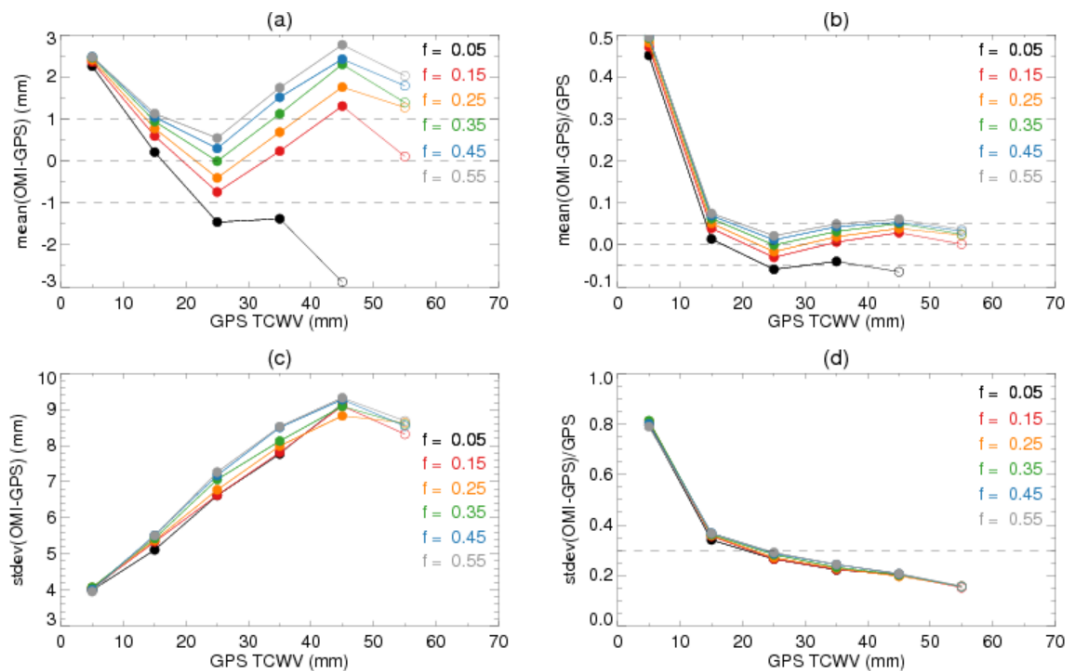 (a)
mean(OMI-GPS) (mm)
3
2
1
0
-1
-2
-3
f = 0.05
f = 0.15
f = 0.25
f = 0.35
f = 0.45
f = 0.55
0 10 20 30 40 50 60 70
GPS TCWV (mm)
(b)
mean(OMI-GPS)/GPS
0.5
0.4
0.3
0.2
0.1
0.0
-0.1
f = 0.05
f = 0.15
f = 0.25
f = 0.35
f = 0.45
f = 0.55
0 10 20 30 40 50 60 70
GPS TCWV (mm)
(c)
stdev(OMI-GPS) (mm)
10
9
8
7
6
5
4
3
f = 0.05
f = 0.15
f = 0.25
f = 0.35
f = 0.45
f = 0.55
0 10 20 30 40 50 60 70
GPS TCWV (mm)
(d)
stdev(OMI-GPS)/GPS
1.0
0.8
0.6
0.4
0.2
0.0
f = 0.05
f = 0.15
f = 0.25
f = 0.35
f = 0.45
f = 0.55
0 10 20 30 40 50 60 70
GPS TCWV (mm)